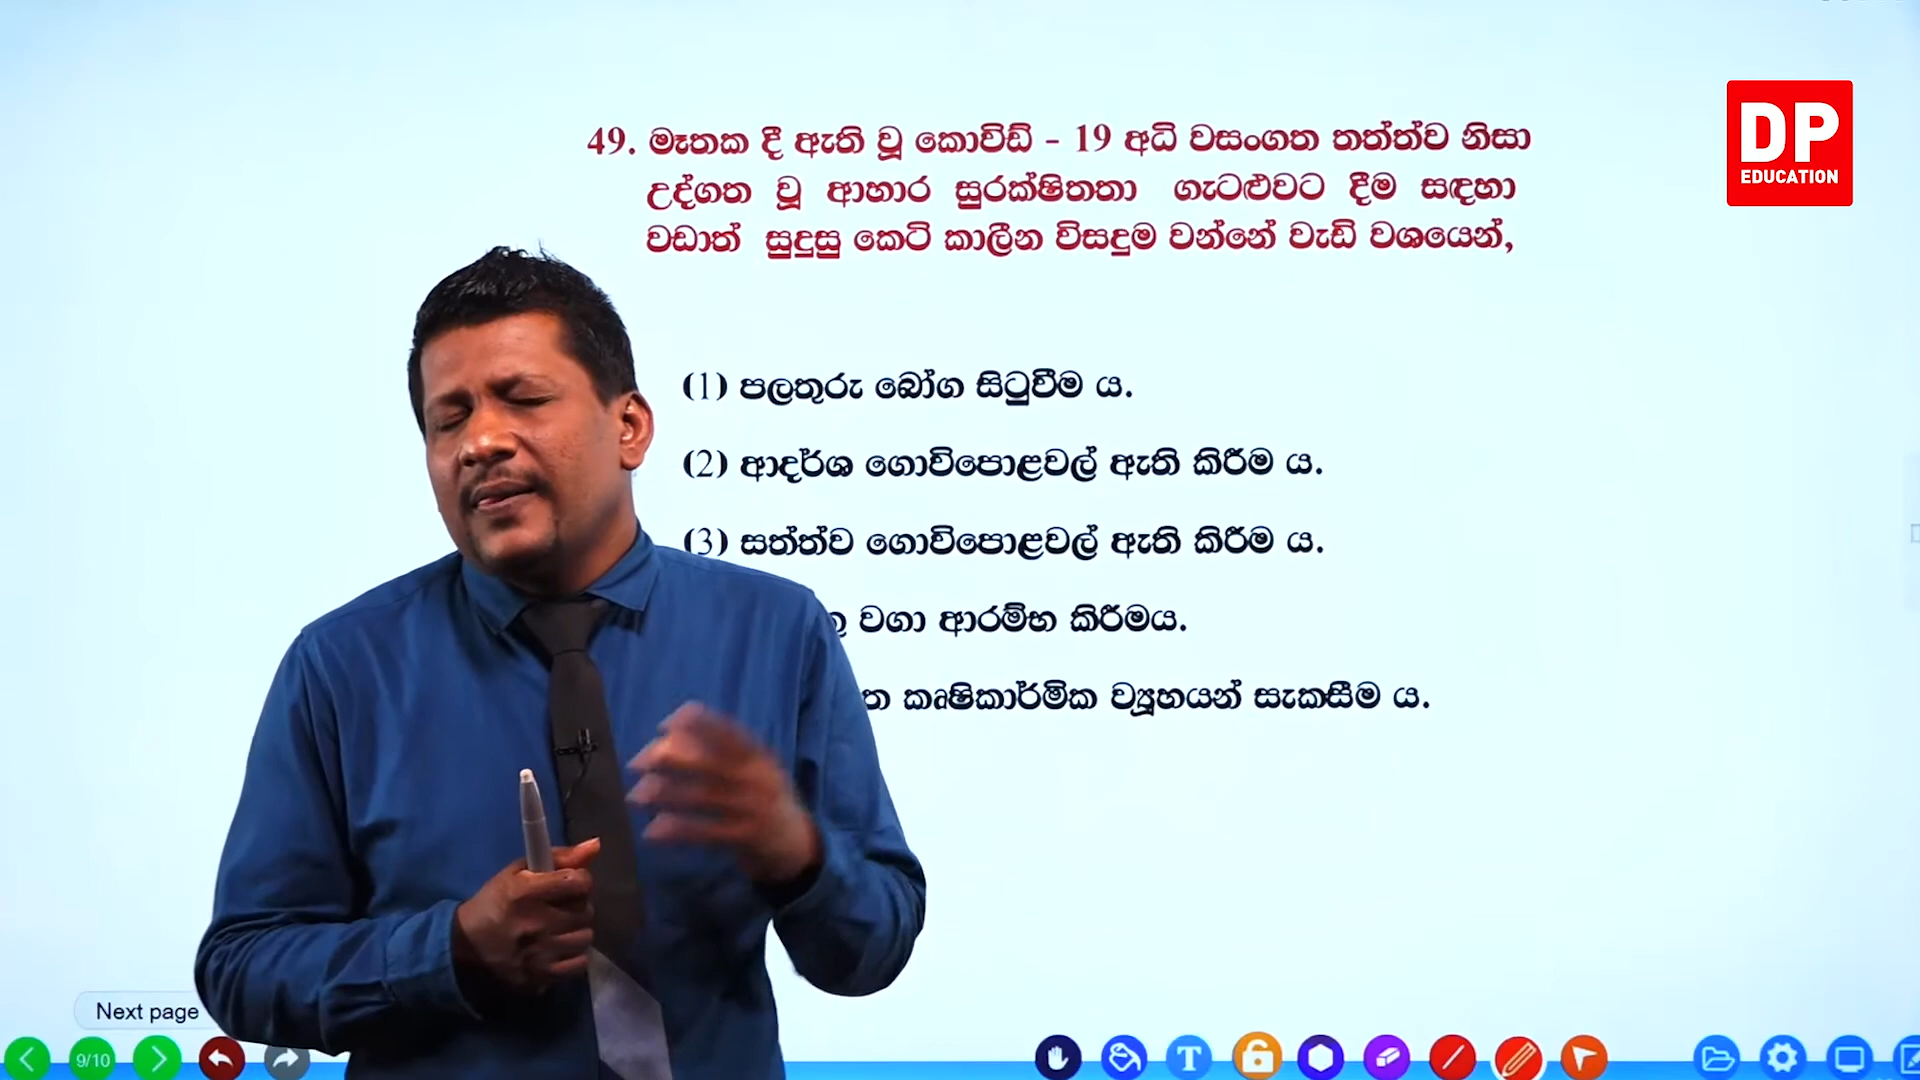 DP
EDUCATION
49. මෑතක දී ඇති වූ කොවිඩ් - 19 අධි වසංගත තත්ත්ව නිසා
උද්ගත වූ ආහාර සුරක්ෂිතතා ගැටළුවට දීම සඳහා
වඩාත් සුදුසු කෙටි කාලීන විසඳුම වන්නේ වැඩි වශයෙන්,
(1) පලතුරු බෝග සිටුවීම ය.
(2) ආදර්ශ ගොවිපොළවල් ඇති කිරීම ය.
(3) සත්ත්ව ගොවිපොළවල් ඇති කිරීම ය.
වගා ආරම්භ කිරීමය.
කෘෂිකාර්මික ව්‍යූහයන් සැකසීම ය.
Next page
9/10